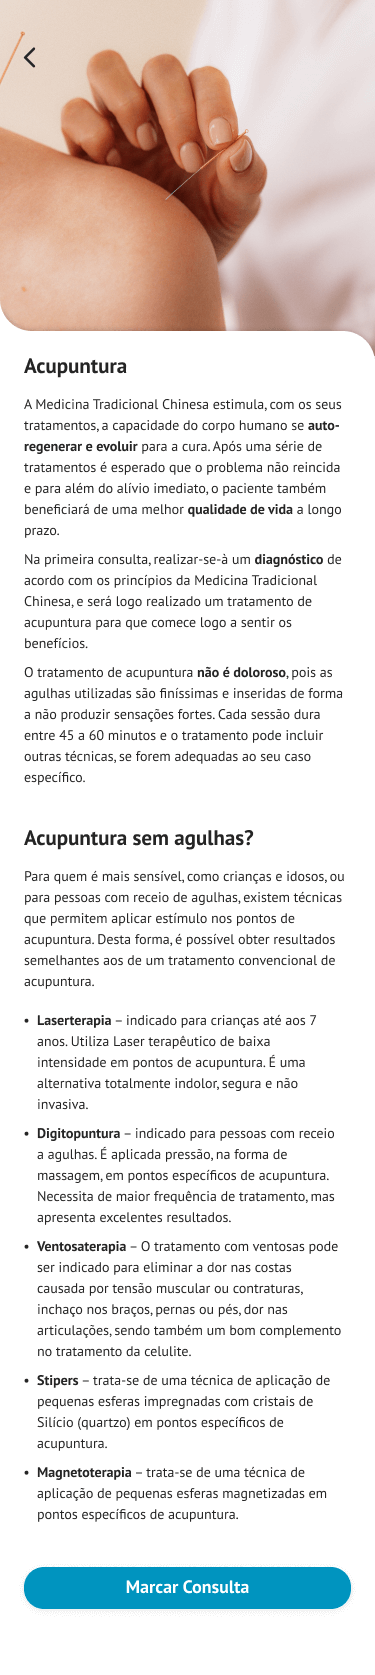 Acupuntura
A Medicina Tradicional Chinesa estimula, com os seus
tratamentos, a capacidade do corpo humano se auto-
regenerar e evoluir para a cura. Após uma série de
tratamentos é esperado que o problema não reincida
e para além do alívio imediato, o paciente também
beneficiará de uma melhor qualidade de vida a longo
prazo.
Na primeira consulta, realizar-se-à um diagnóstico de
acordo com os princípios da Medicina Tradicional
Chinesa, e será logo realizado um tratamento de
acupuntura para que comece logo a sentir os
benefícios.
O tratamento de acupuntura não é doloroso, pois as
agulhas utilizadas são finíssimas e inseridas de forma
a não produzir sensações fortes. Cada sessão dura
entre 45 a 60 minutos e o tratamento pode incluir
outras técnicas, se forem adequadas ao seu caso
específico.
Acupuntura sem agulhas?
Para quem é mais sensível, como crianças e idosos, ou
para pessoas com receio de agulhas, existem técnicas
que permitem aplicar estímulo nos pontos de
acupuntura. Desta forma, é possível obter resultados
semelhantes aos de um tratamento convencional de
acupuntura.
• Laserterapia – indicado para crianças até aos 7
anos. Utiliza Laser terapêutico de baixa
intensidade em pontos de acupuntura. É uma
alternativa totalmente indolor, segura e não
invasiva.
• Digitopuntura – indicado para pessoas com receio
a agulhas. É aplicada pressão, na forma de
massagem, em pontos específicos de acupuntura.
Necessita de maior frequência de tratamento, mas
apresenta excelentes resultados.
• Ventosaterapia – O tratamento com ventosas pode
ser indicado para eliminar a dor nas costas
causada por tensão muscular ou contraturas,
inchaço nos braços, pernas ou pés, dor nas
articulações, sendo também um bom complemento
no tratamento da celulite.
• Stipers – trata-se de uma técnica de aplicação de
pequenas esferas impregnadas com cristais de
Silício (quartzo) em pontos específicos de
acupuntura.
• Magnetoterapia – trata-se de uma técnica de
aplicação de pequenas esferas magnetizadas em
pontos específicos de acupuntura.
Marcar Consulta